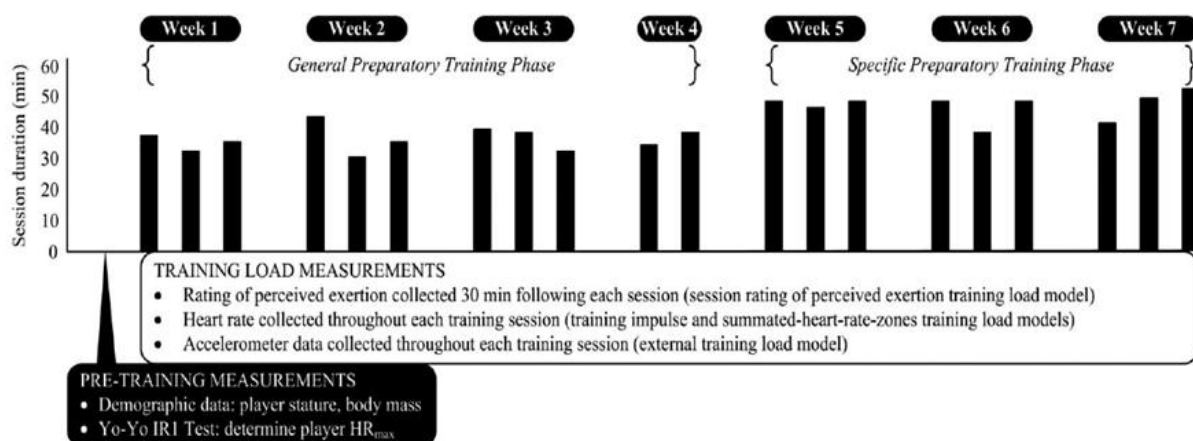 Week 1 Week 2 Week 3 Week 4 Week 5 Week 6 Week 7
General Preparatory Training Phase Specific Preparatory Training Phase
Session duration (min)
60
50
40
30
20
10
0
TRAINING LOAD MEASUREMENTS
• Rating of perceived exertion collected 30 min following each session (session rating of perceived exertion training load model)
• Heart rate collected throughout each training session (training impulse and summated-heart-rate-zones training load models)
• Accelerometer data collected throughout each training session (external training load model)
PRE-TRAINING MEASUREMENTS
• Demographic data: player stature, body mass
• Yo-Yo IR1 Test: determine player HRmax